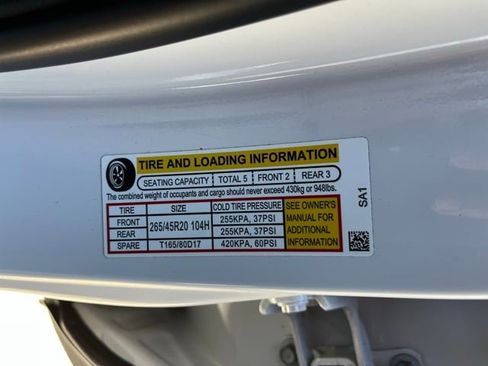 TIRE AND LOADING INFORMATION
SEATING CAPACITY TOTAL 5 FRONT 2 REAR 3
The combined weight of occupants and cargo should never exceed 430kg or 948lbs.
TIRE SIZE COLD TIRE PRESSURE SEE OWNER'S MANUAL FOR ADDITIONAL INFORMATION
FRONT 265/45R20 104H 255KPA, 37PSI
REAR 255KPA, 37PSI
SPARE T165/80D17 420KPA, 60PSI
SA1